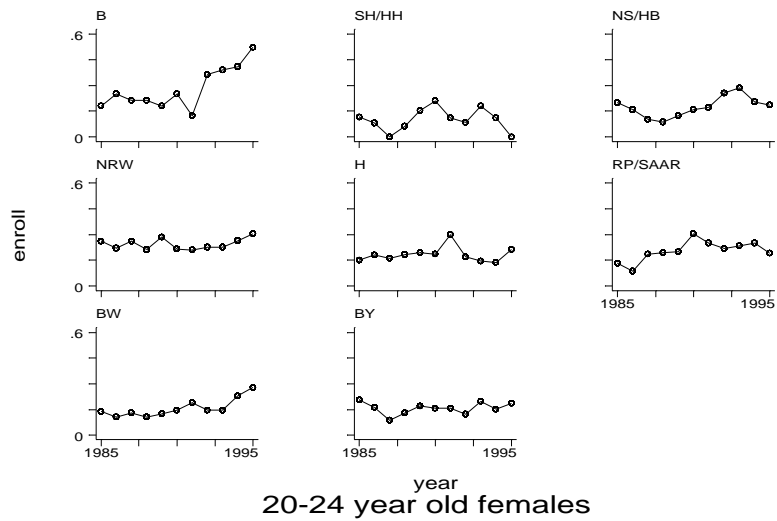 B SH/HH NS/HB
.6
0
NRW H RP/SAAR
.6
0
1985 1995
BW BY
.6
0
1985 1995 1985 1995
enroll
year
20-24 year old females